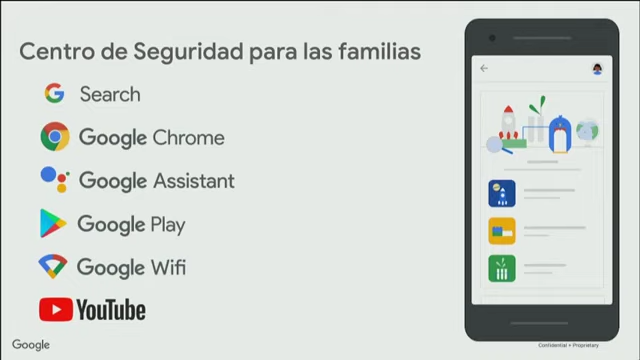 Centro de Seguridad para las familias
Search
Google Chrome
Google Assistant
Google Play
Google Wifi
YouTube
Google
Confidential + Proprietary